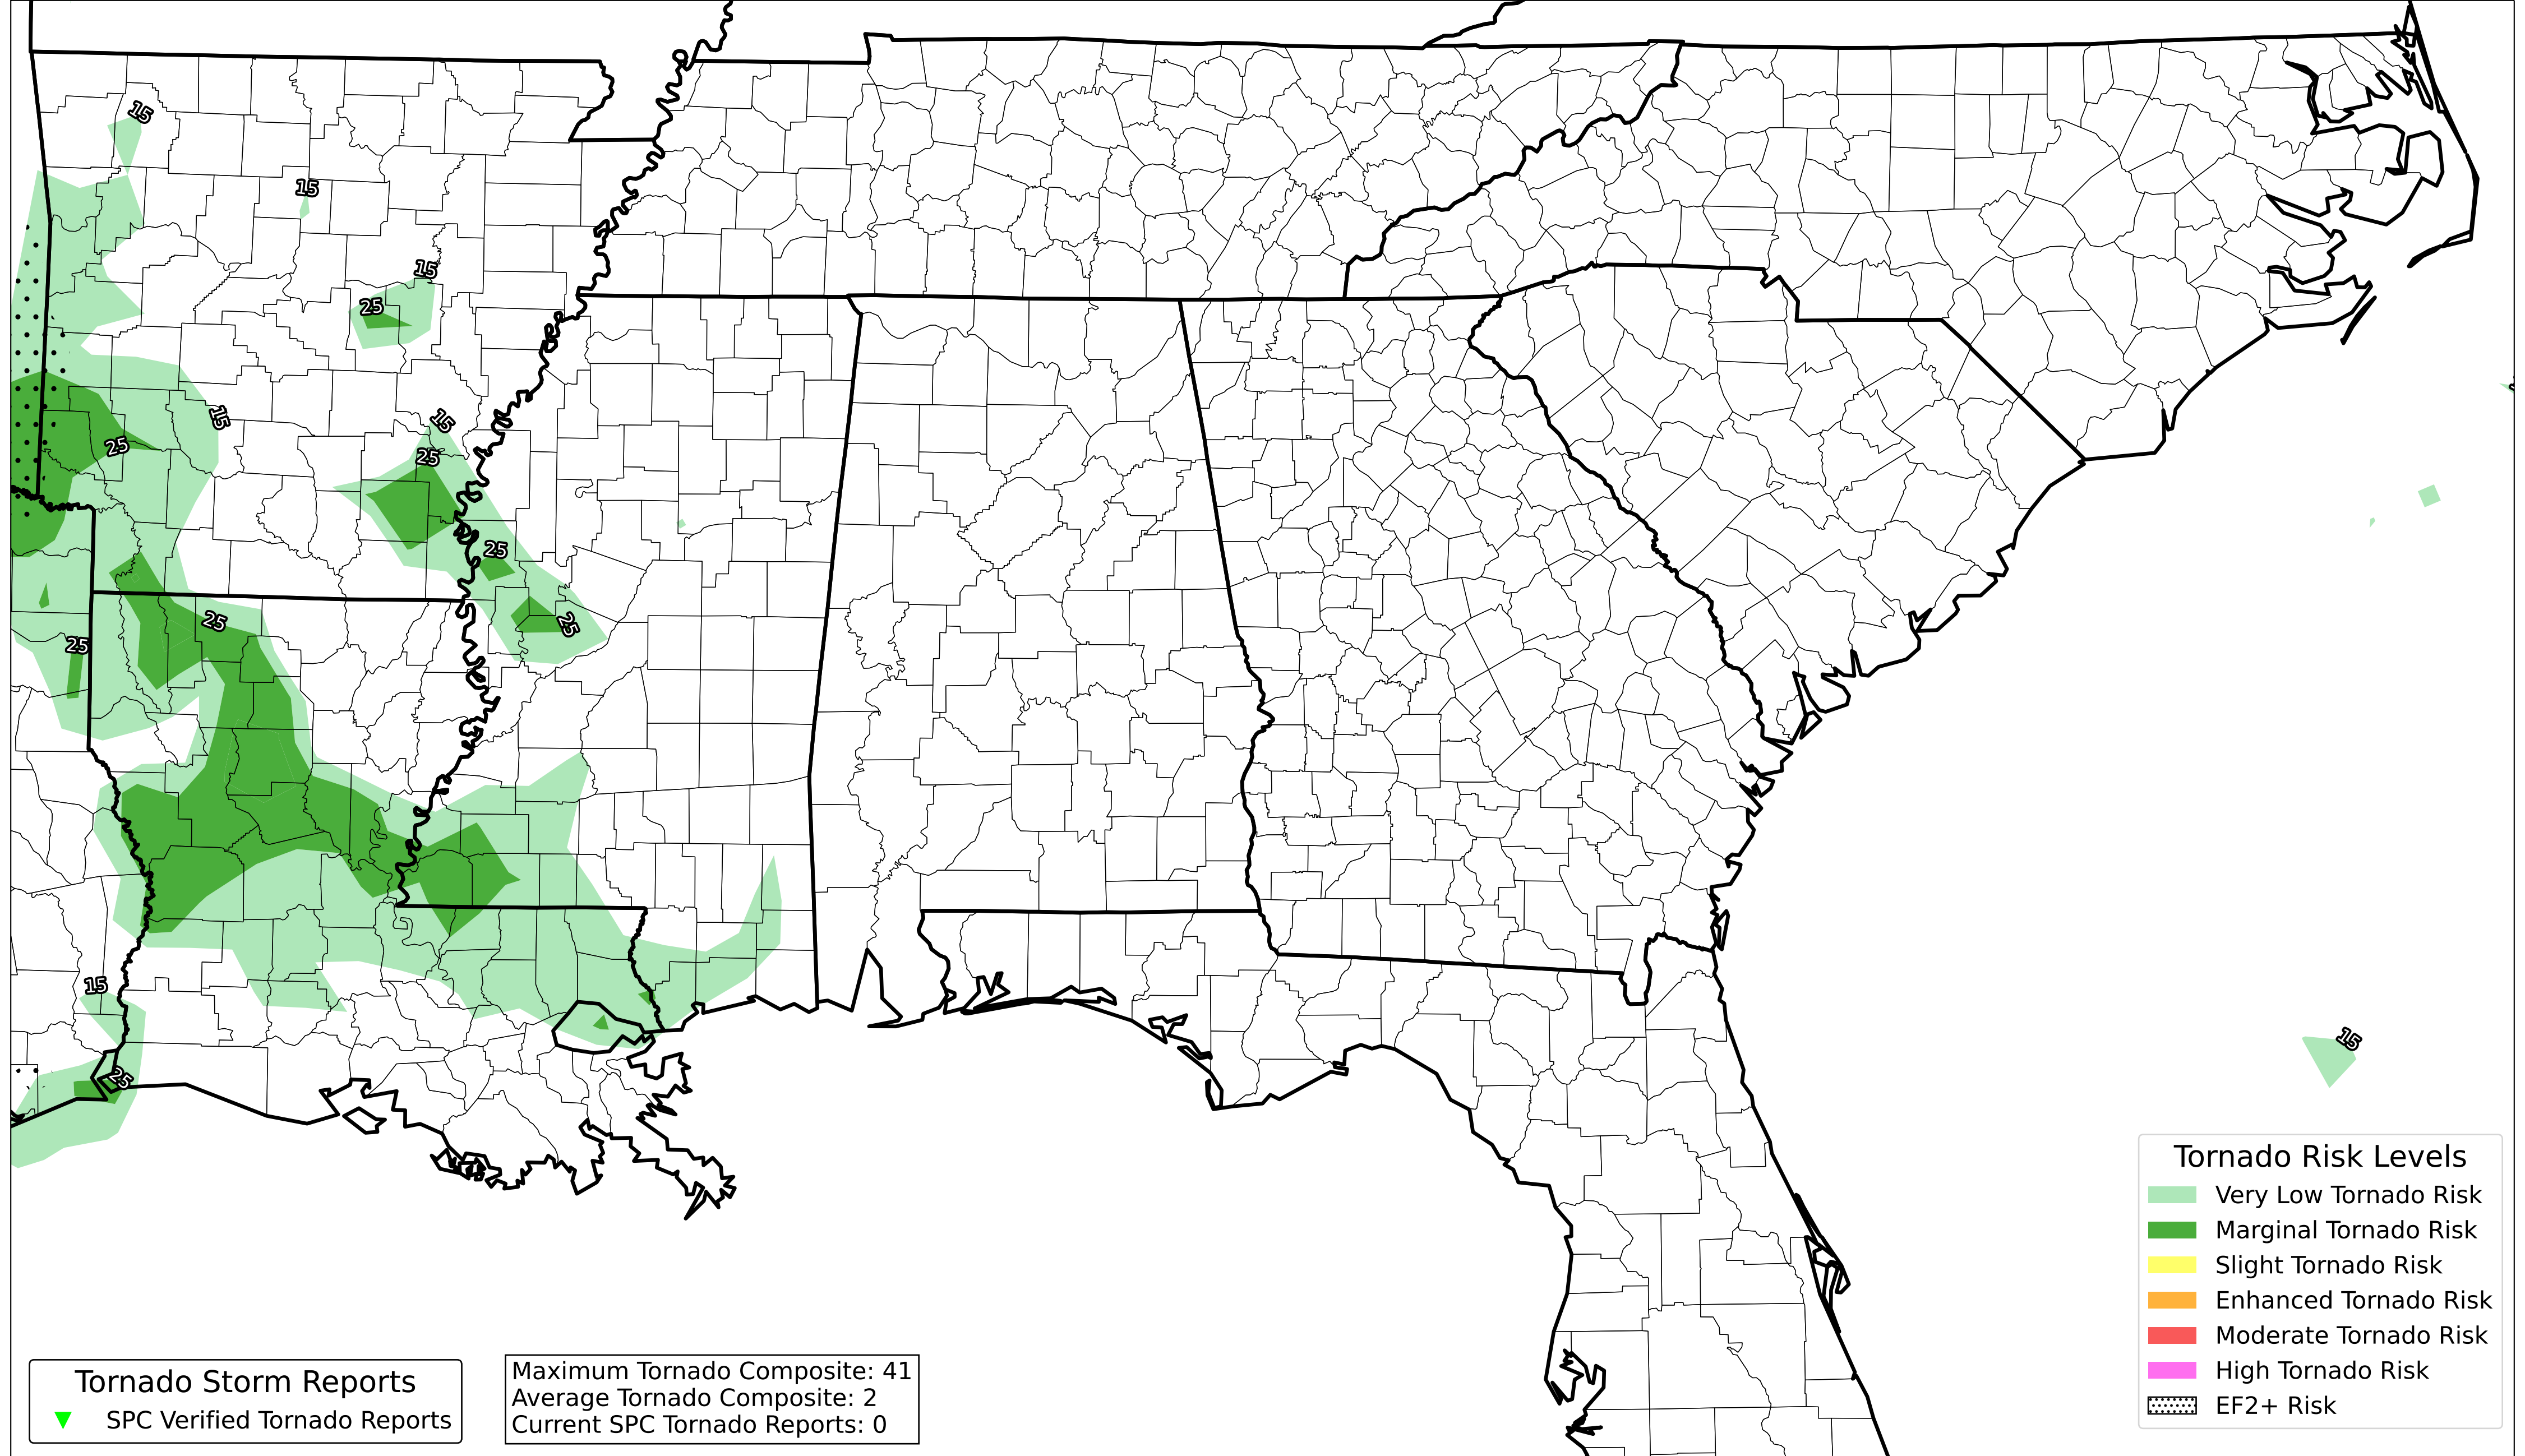 15
15
15
25
15
15
25
25
25
25
25
25
15
15
25
Tornado Risk Levels
Very Low Tornado Risk
Marginal Tornado Risk
Slight Tornado Risk
Enhanced Tornado Risk
Moderate Tornado Risk
High Tornado Risk
EF2+ Risk
Tornado Storm Reports
SPC Verified Tornado Reports
Maximum Tornado Composite: 41
Average Tornado Composite: 2
Current SPC Tornado Reports: 0